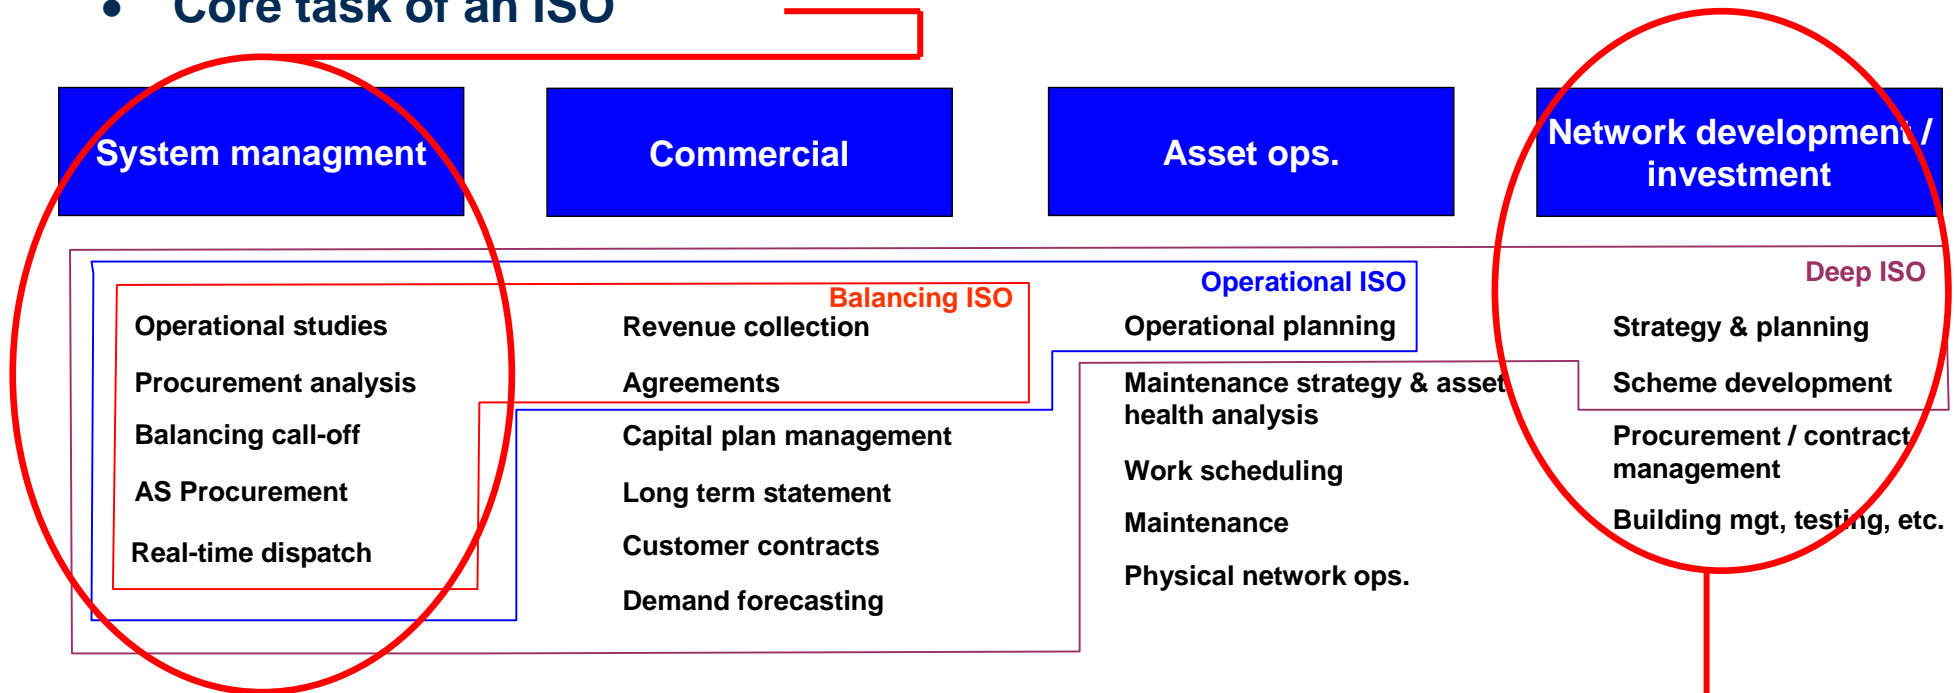 • Core task of an ISO
System managment
Commercial
Asset ops.
Network development /
investment
Balancing ISO
Operational ISO
Deep ISO
Operational studies
Procurement analysis
Balancing call-off
AS Procurement
Real-time dispatch
Revenue collection
Agreements
Capital plan management
Long term statement
Customer contracts
Demand forecasting
Operational planning
Maintenance strategy & asset
health analysis
Work scheduling
Maintenance
Physical network ops.
Strategy & planning
Scheme development
Procurement / contract
management
Building mgt, testing, etc.